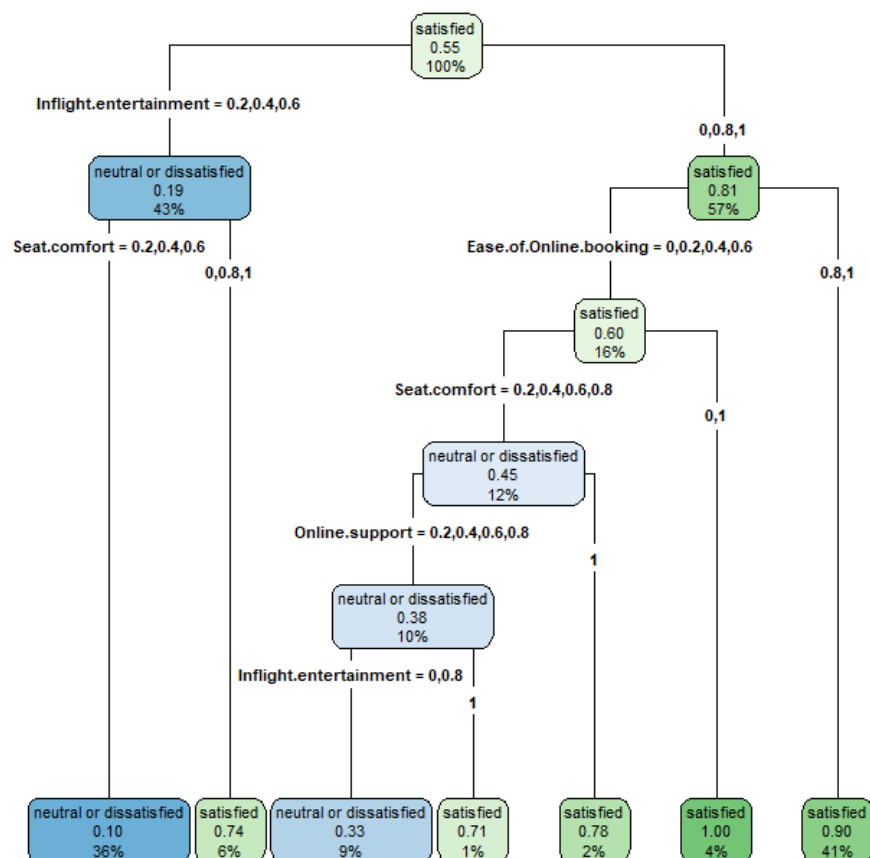 satisfied
0.55
100%
Inflight.entertainment = 0.2,0.4,0.6
0,0.8,1
neutral or dissatisfied
0.19
43%
satisfied
0.81
57%
Seat.comfort = 0.2,0.4,0.6
0,0.8,1
Ease.of.Online.booking = 0,0.2,0.4,0.6
0.8,1
satisfied
0.60
16%
Seat.comfort = 0.2,0.4,0.6,0.8
0,1
neutral or dissatisfied
0.45
12%
Online.support = 0.2,0.4,0.6,0.8
1
neutral or dissatisfied
0.38
10%
Inflight.entertainment = 0,0.8
1
neutral or dissatisfied
0.10
36%
satisfied
0.74
6%
neutral or dissatisfied
0.33
9%
satisfied
0.71
1%
satisfied
0.78
2%
satisfied
1.00
4%
satisfied
0.90
41%